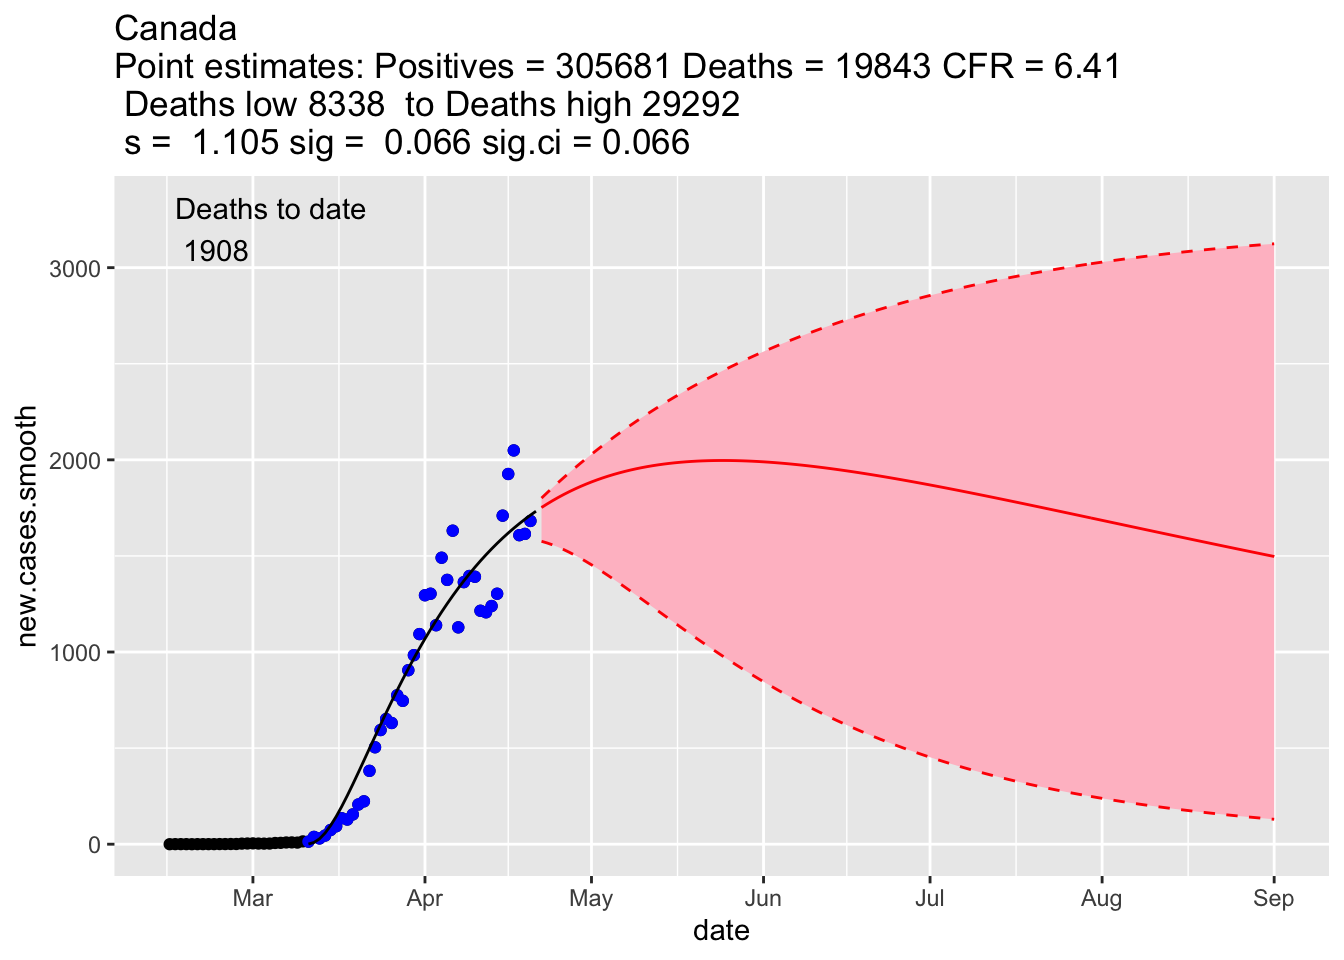 Canada
Point estimates: Positives = 305681 Deaths = 19843 CFR = 6.41
Deaths low 8338  to Deaths high 29292
s =  1.105 sig =  0.066 sig.ci = 0.066
Deaths to date
1908
3000
2000
1000
0
new.cases.smooth
Mar Apr May Jun Jul Aug Sep
date